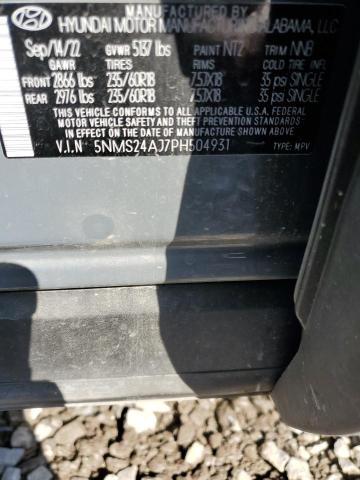 MANUFACTURED BY
HYUNDAI MOTOR MANUFACTURING ALABAMA, LLC
Sep/14/22 GVWR 5137 lbs PAINT NTZ TRIM NNB
GAWR TIRES RIMS COLD TIRE INFL
FRONT 2866 lbs 235/60R18 7.5JX18 35 psi SINGLE
REAR 2976 lbs 235/60R18 7.5JX18 35 psi SINGLE
THIS VEHICLE CONFORMS TO ALL APPLICABLE U.S. FEDERAL
MOTOR VEHICLE SAFETY AND THEFT PREVENTION STANDARDS
IN EFFECT ON THE DATE OF MANUFACTURE SHOWN ABOVE.
V.I.N 5NMS24AJ7PH504931 TYPE: MPV